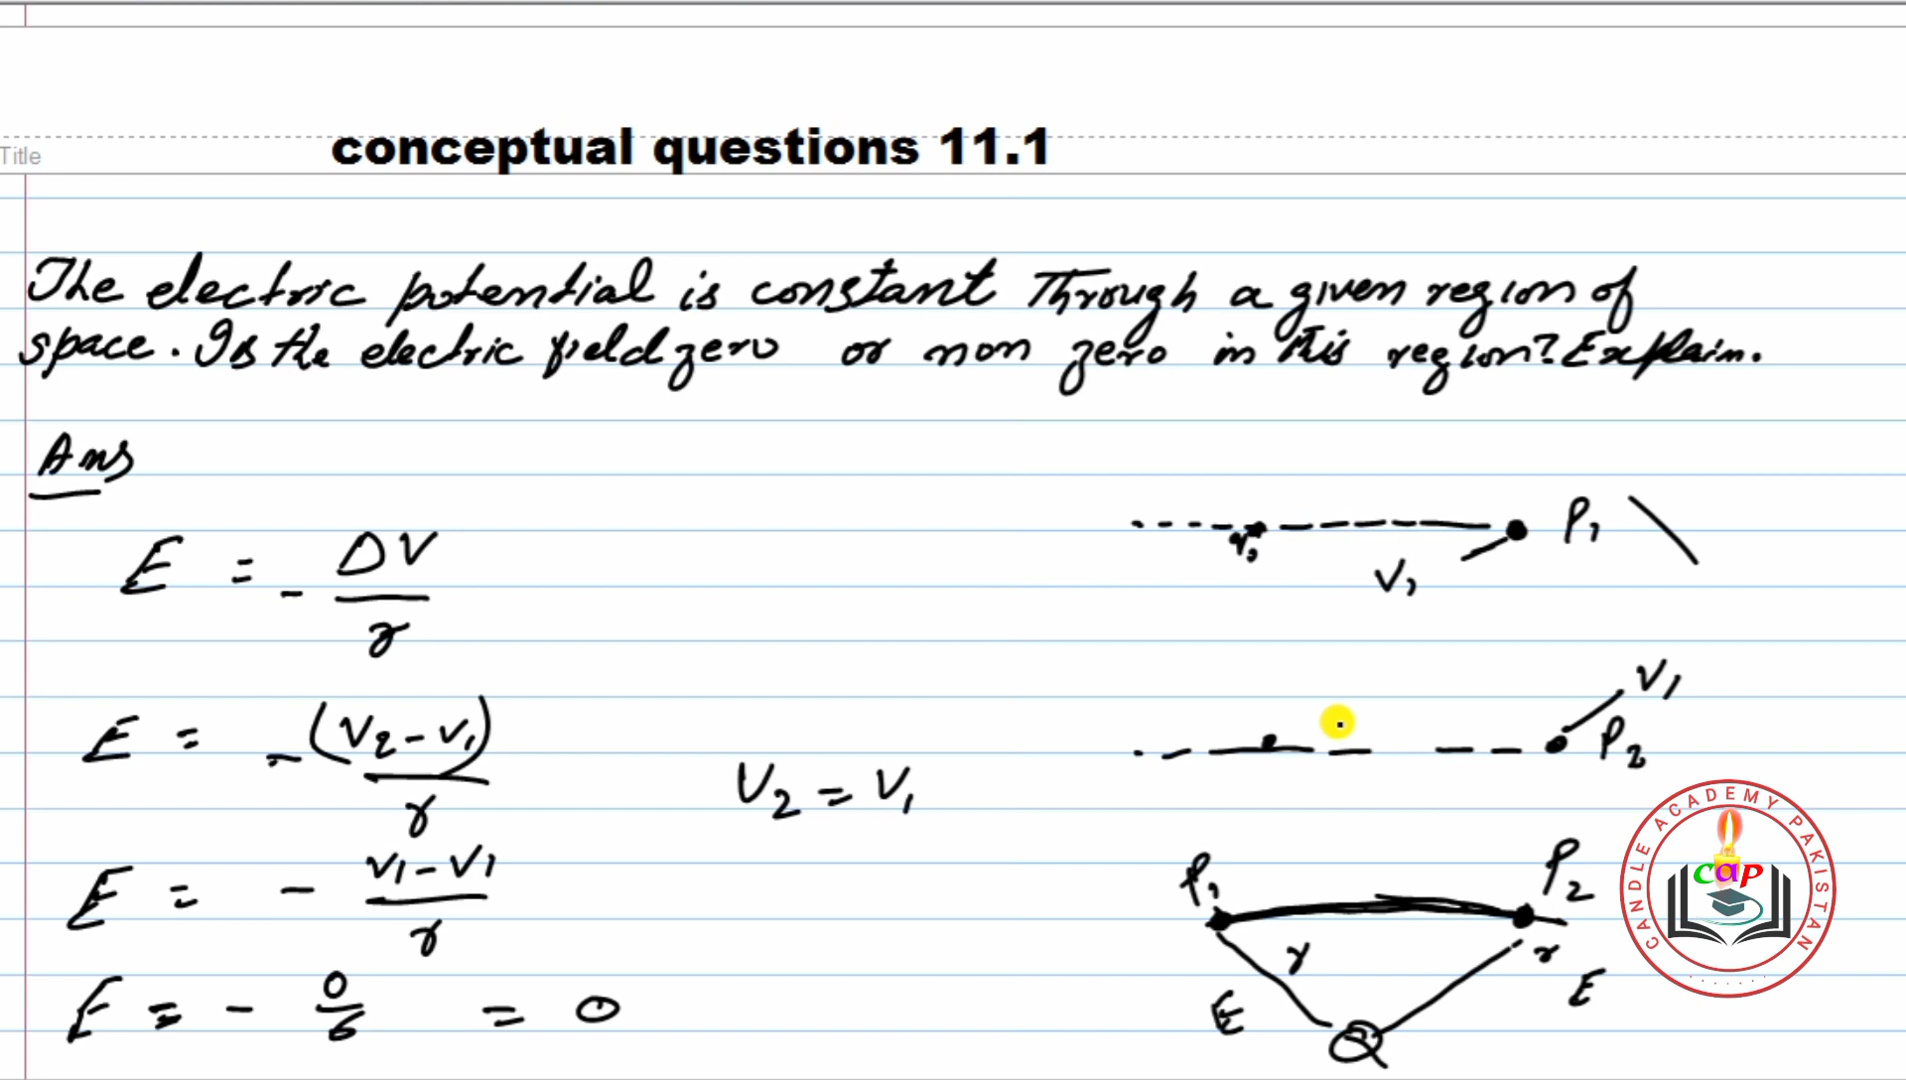 Title
conceptual questions 11.1
The electric potential is constant Through a given region of
space. Is the electric field zero or non zero in this region? Explain.
Ans
E = - ΔV / r
E = -(V2 - V1) / r
V2 = V1
E = - V1 - V1 / r
E = - 0 / 6 = 0
P1
V1
V1
P2
P1
P2
r
r
E
E
Q
CANDLE ACADEMY PAKISTAN
cap